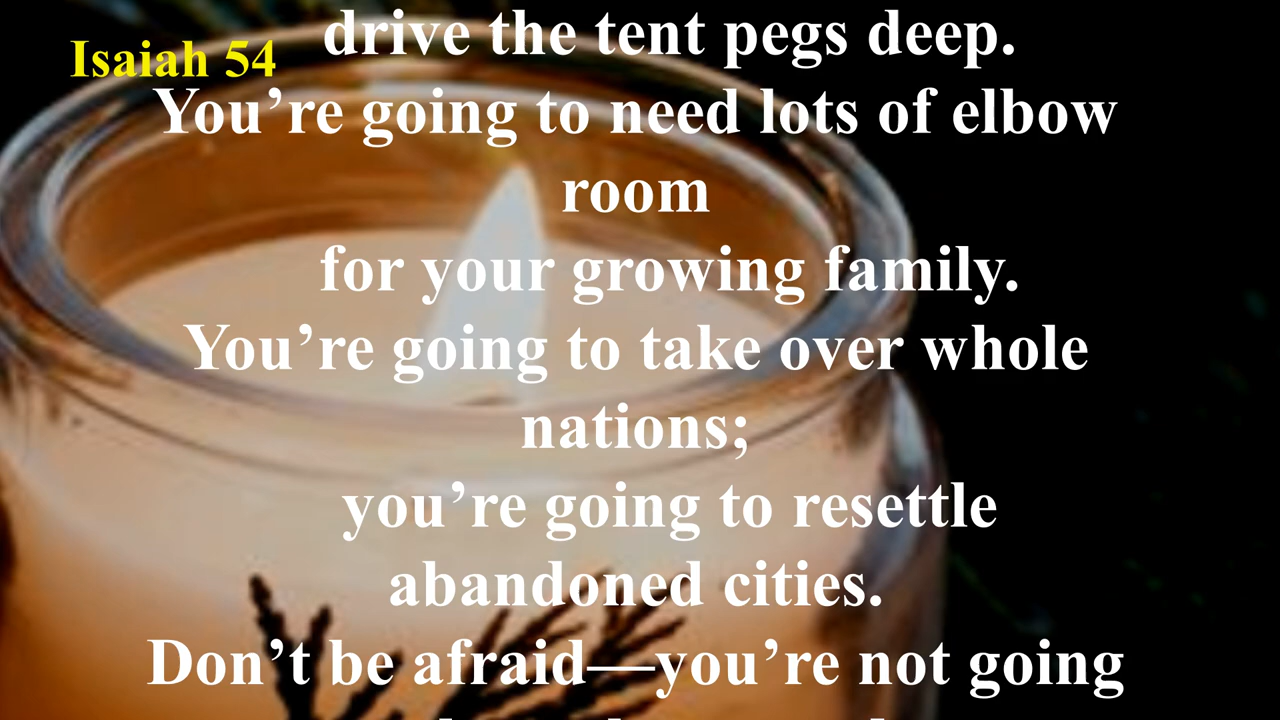 drive the tent pegs deep.
Isaiah 54
You’re going to need lots of elbow
room
for your growing family.
You’re going to take over whole
nations;
you’re going to resettle
abandoned cities.
Don’t be afraid—you’re not going